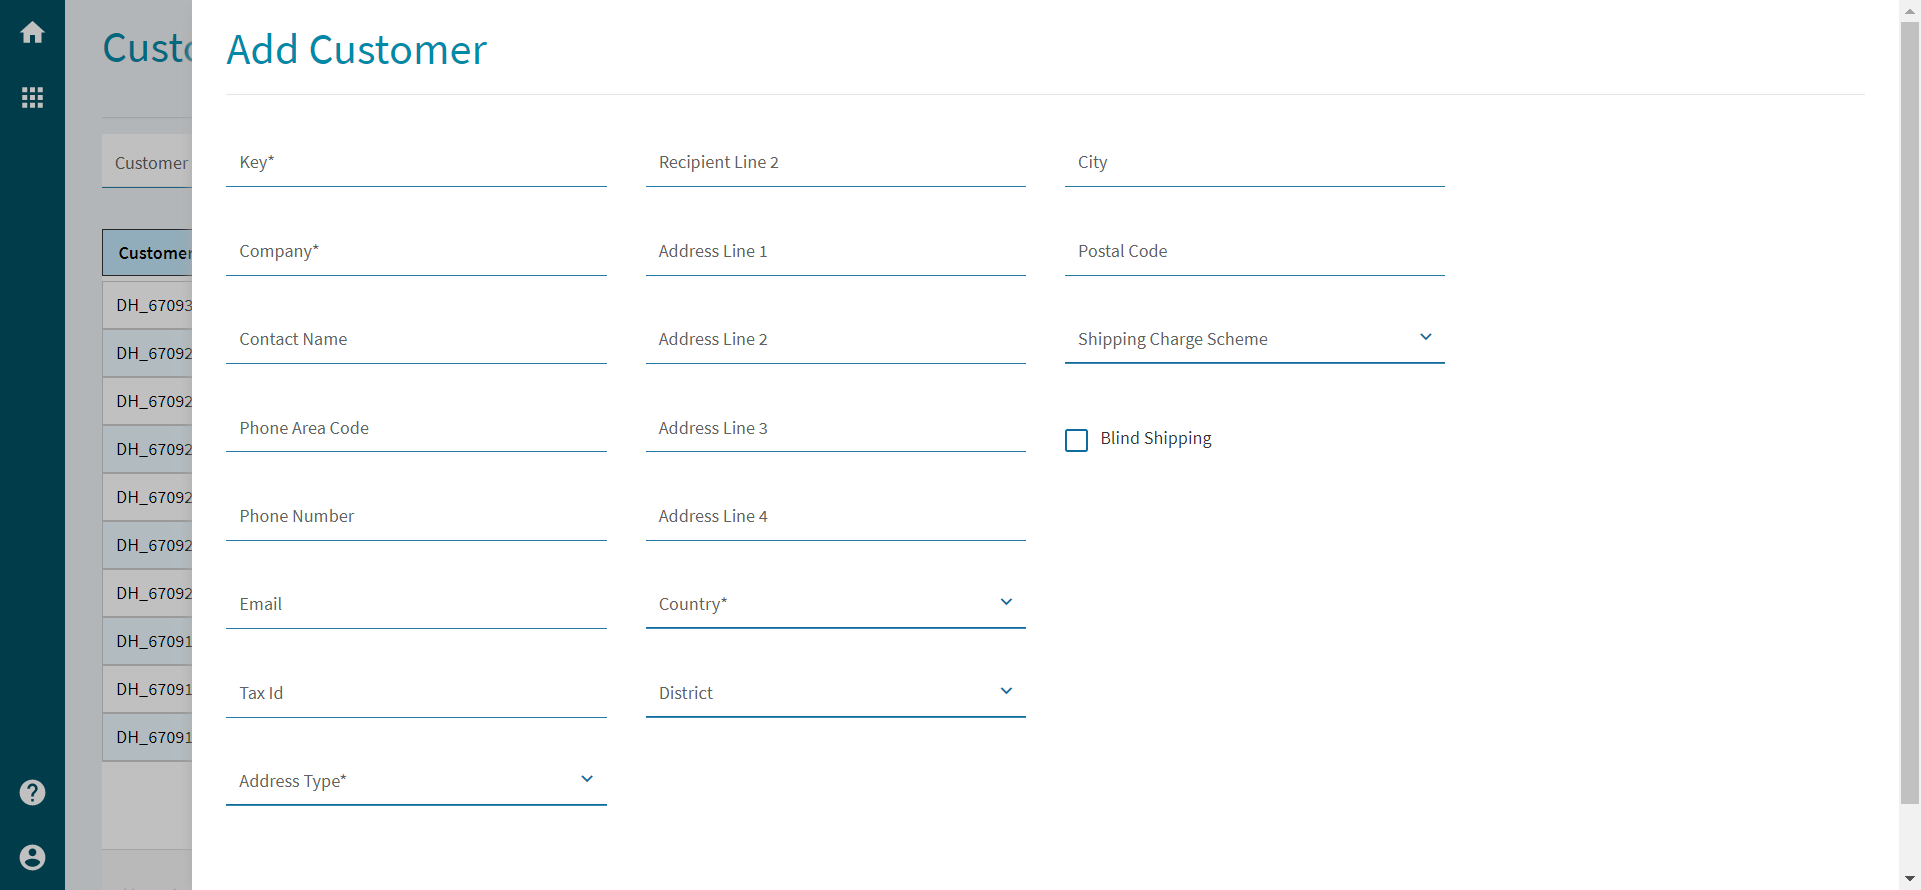 Custo
Customer
Customer
DH_67093
DH_67092
DH_67092
DH_67092
DH_67092
DH_67092
DH_67092
DH_67091
DH_67091
DH_67091
Add Customer
Key*
Company*
Contact Name
Phone Area Code
Phone Number
Email
Tax Id
Address Type*
Recipient Line 2
Address Line 1
Address Line 2
Address Line 3
Address Line 4
Country*
District
City
Postal Code
Shipping Charge Scheme
Blind Shipping